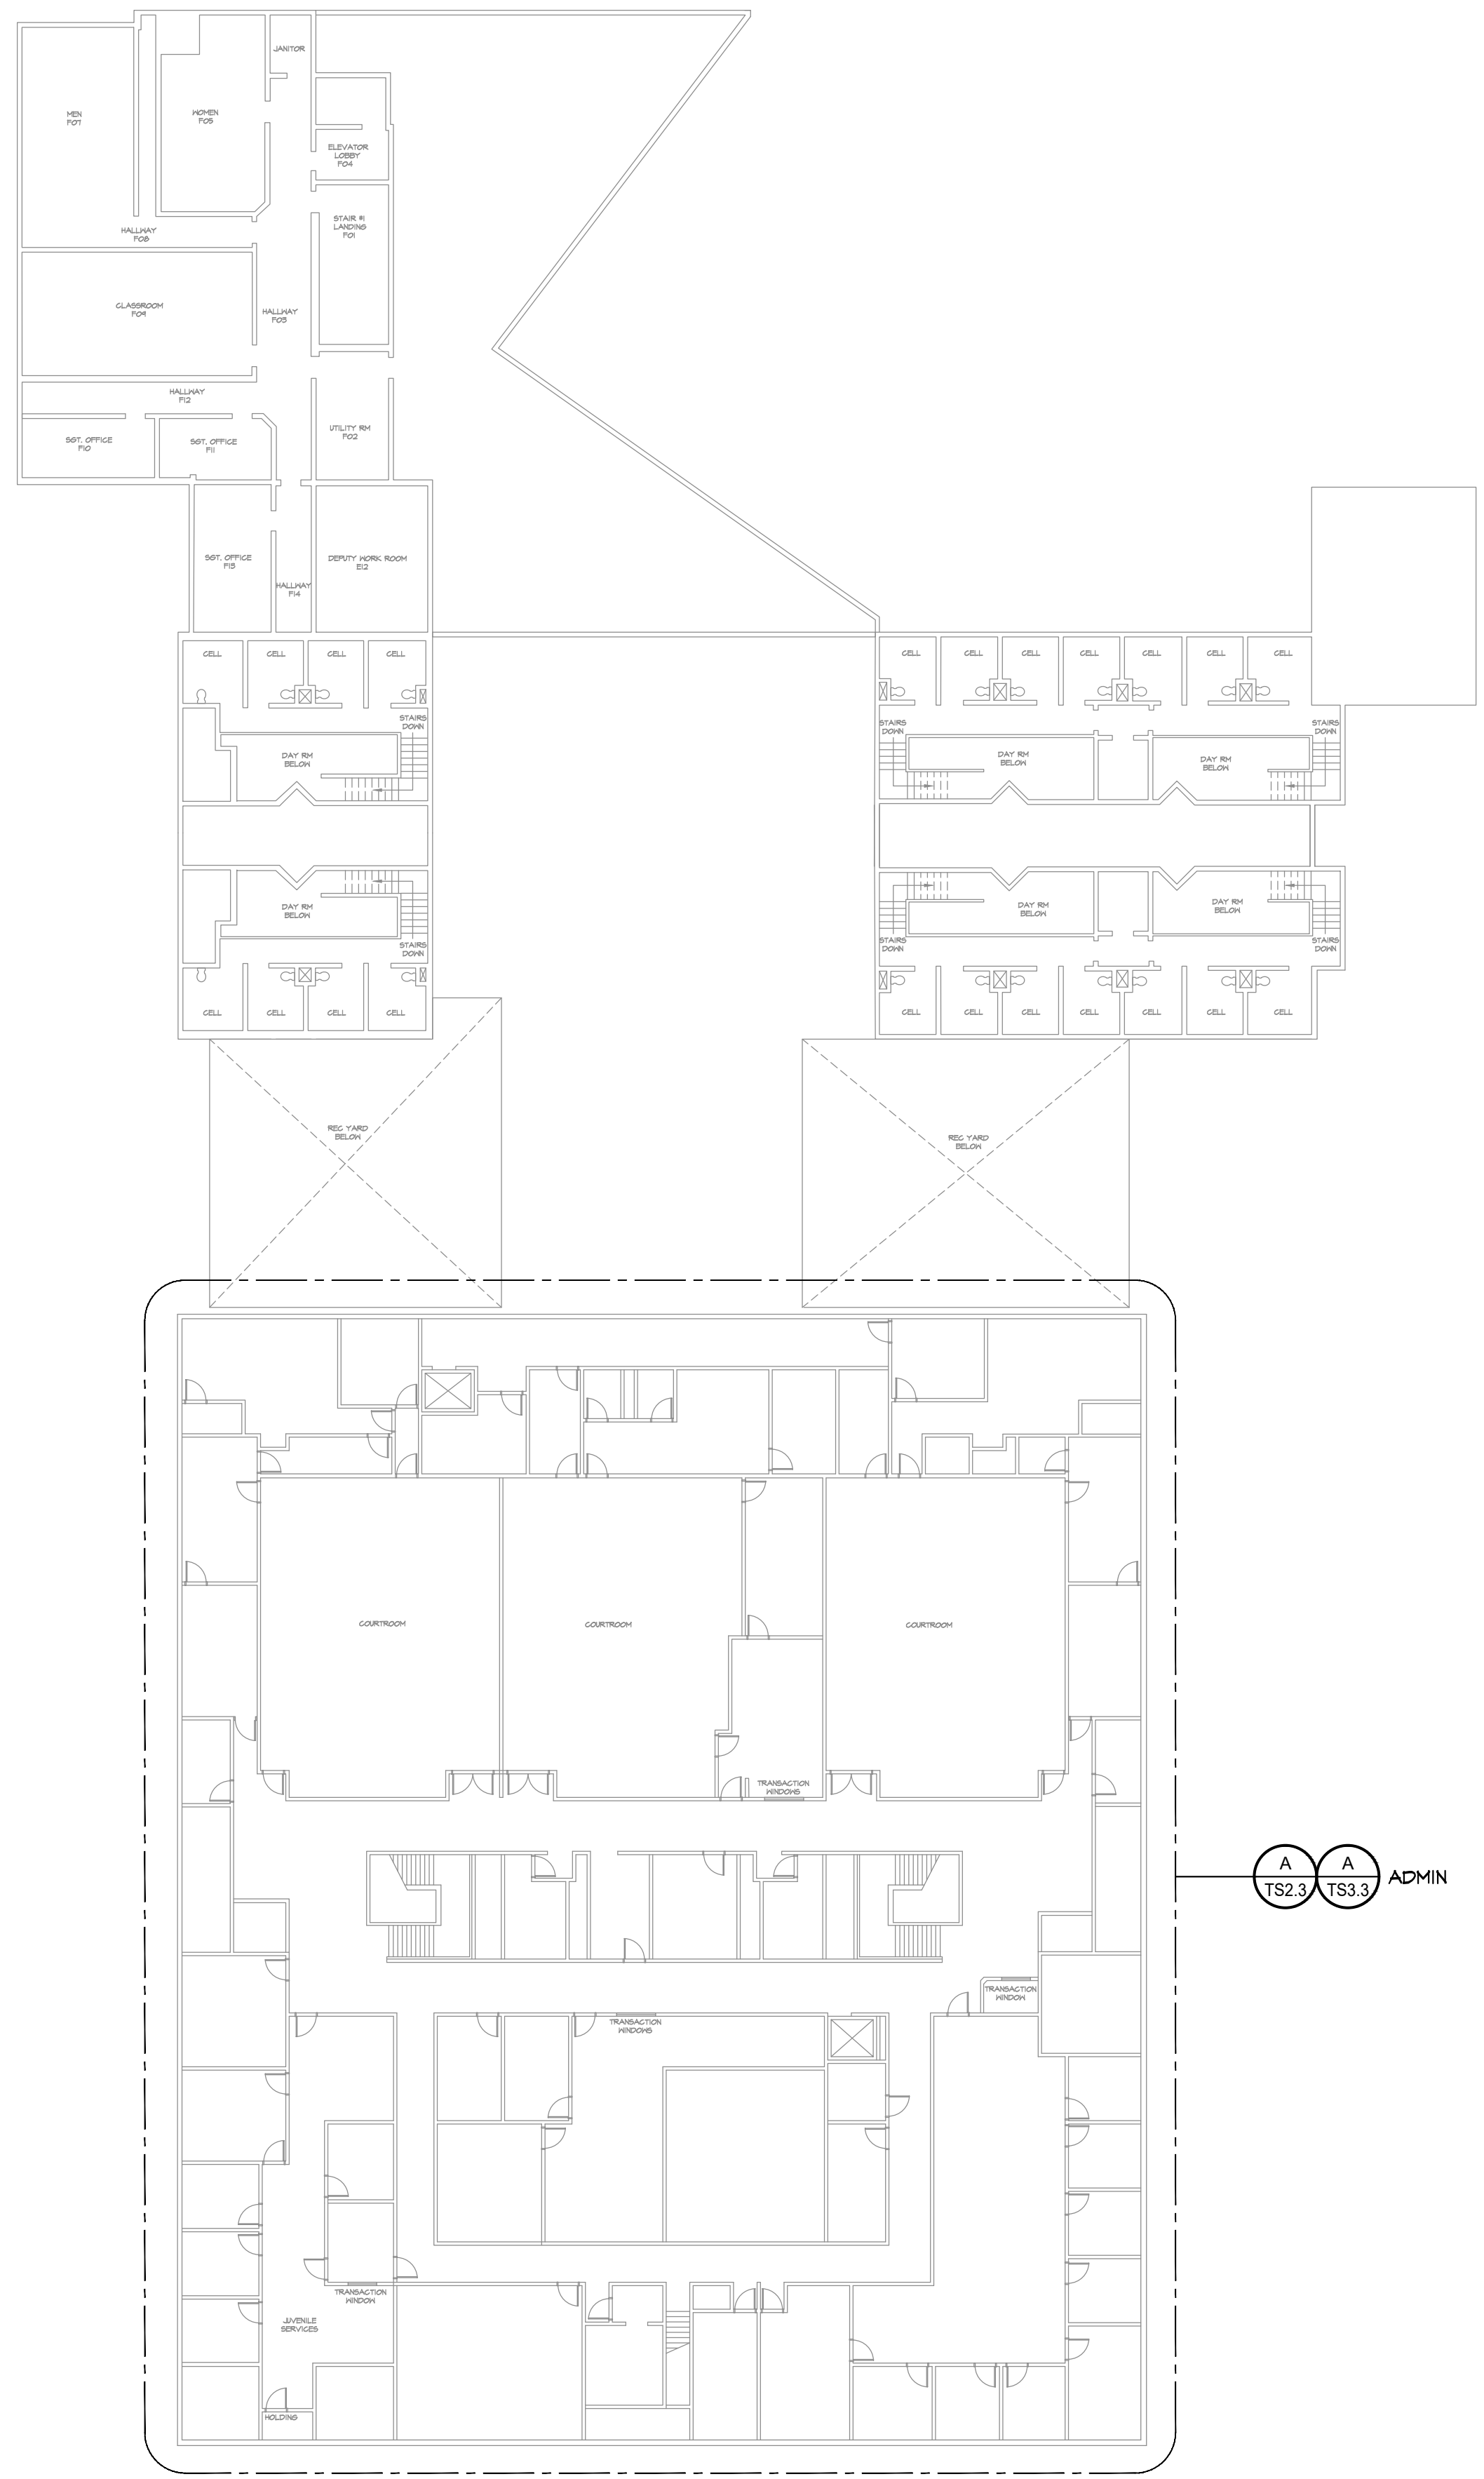 JANITOR
MEN
F07
WOMEN
F05
ELEVATOR
LOBBY
F04
STAIR #1
LANDING
F01
HALLWAY
F08
CLASSROOM
F09
HALLWAY
F03
HALLWAY
F12
UTILITY RM
F02
SGT. OFFICE
F10
SGT. OFFICE
F11
SGT. OFFICE
F13
DEPUTY WORK ROOM
E12
HALLWAY
F14
CELL
CELL
CELL
CELL
CELL
CELL
CELL
CELL
CELL
CELL
CELL
STAIRS
DOWN
STAIRS
DOWN
STAIRS
DOWN
DAY RM
BELOW
DAY RM
BELOW
DAY RM
BELOW
DAY RM
BELOW
DAY RM
BELOW
DAY RM
BELOW
STAIRS
DOWN
STAIRS
DOWN
STAIRS
DOWN
CELL
CELL
CELL
CELL
CELL
CELL
CELL
CELL
CELL
CELL
CELL
REC YARD
BELOW
REC YARD
BELOW
COURTROOM
COURTROOM
COURTROOM
TRANSACTION
WINDOWS
A
TS2.3
A
TS3.3
ADMIN
TRANSACTION
WINDOW
TRANSACTION
WINDOWS
TRANSACTION
WINDOW
JUVENILE
SERVICES
HOLDING